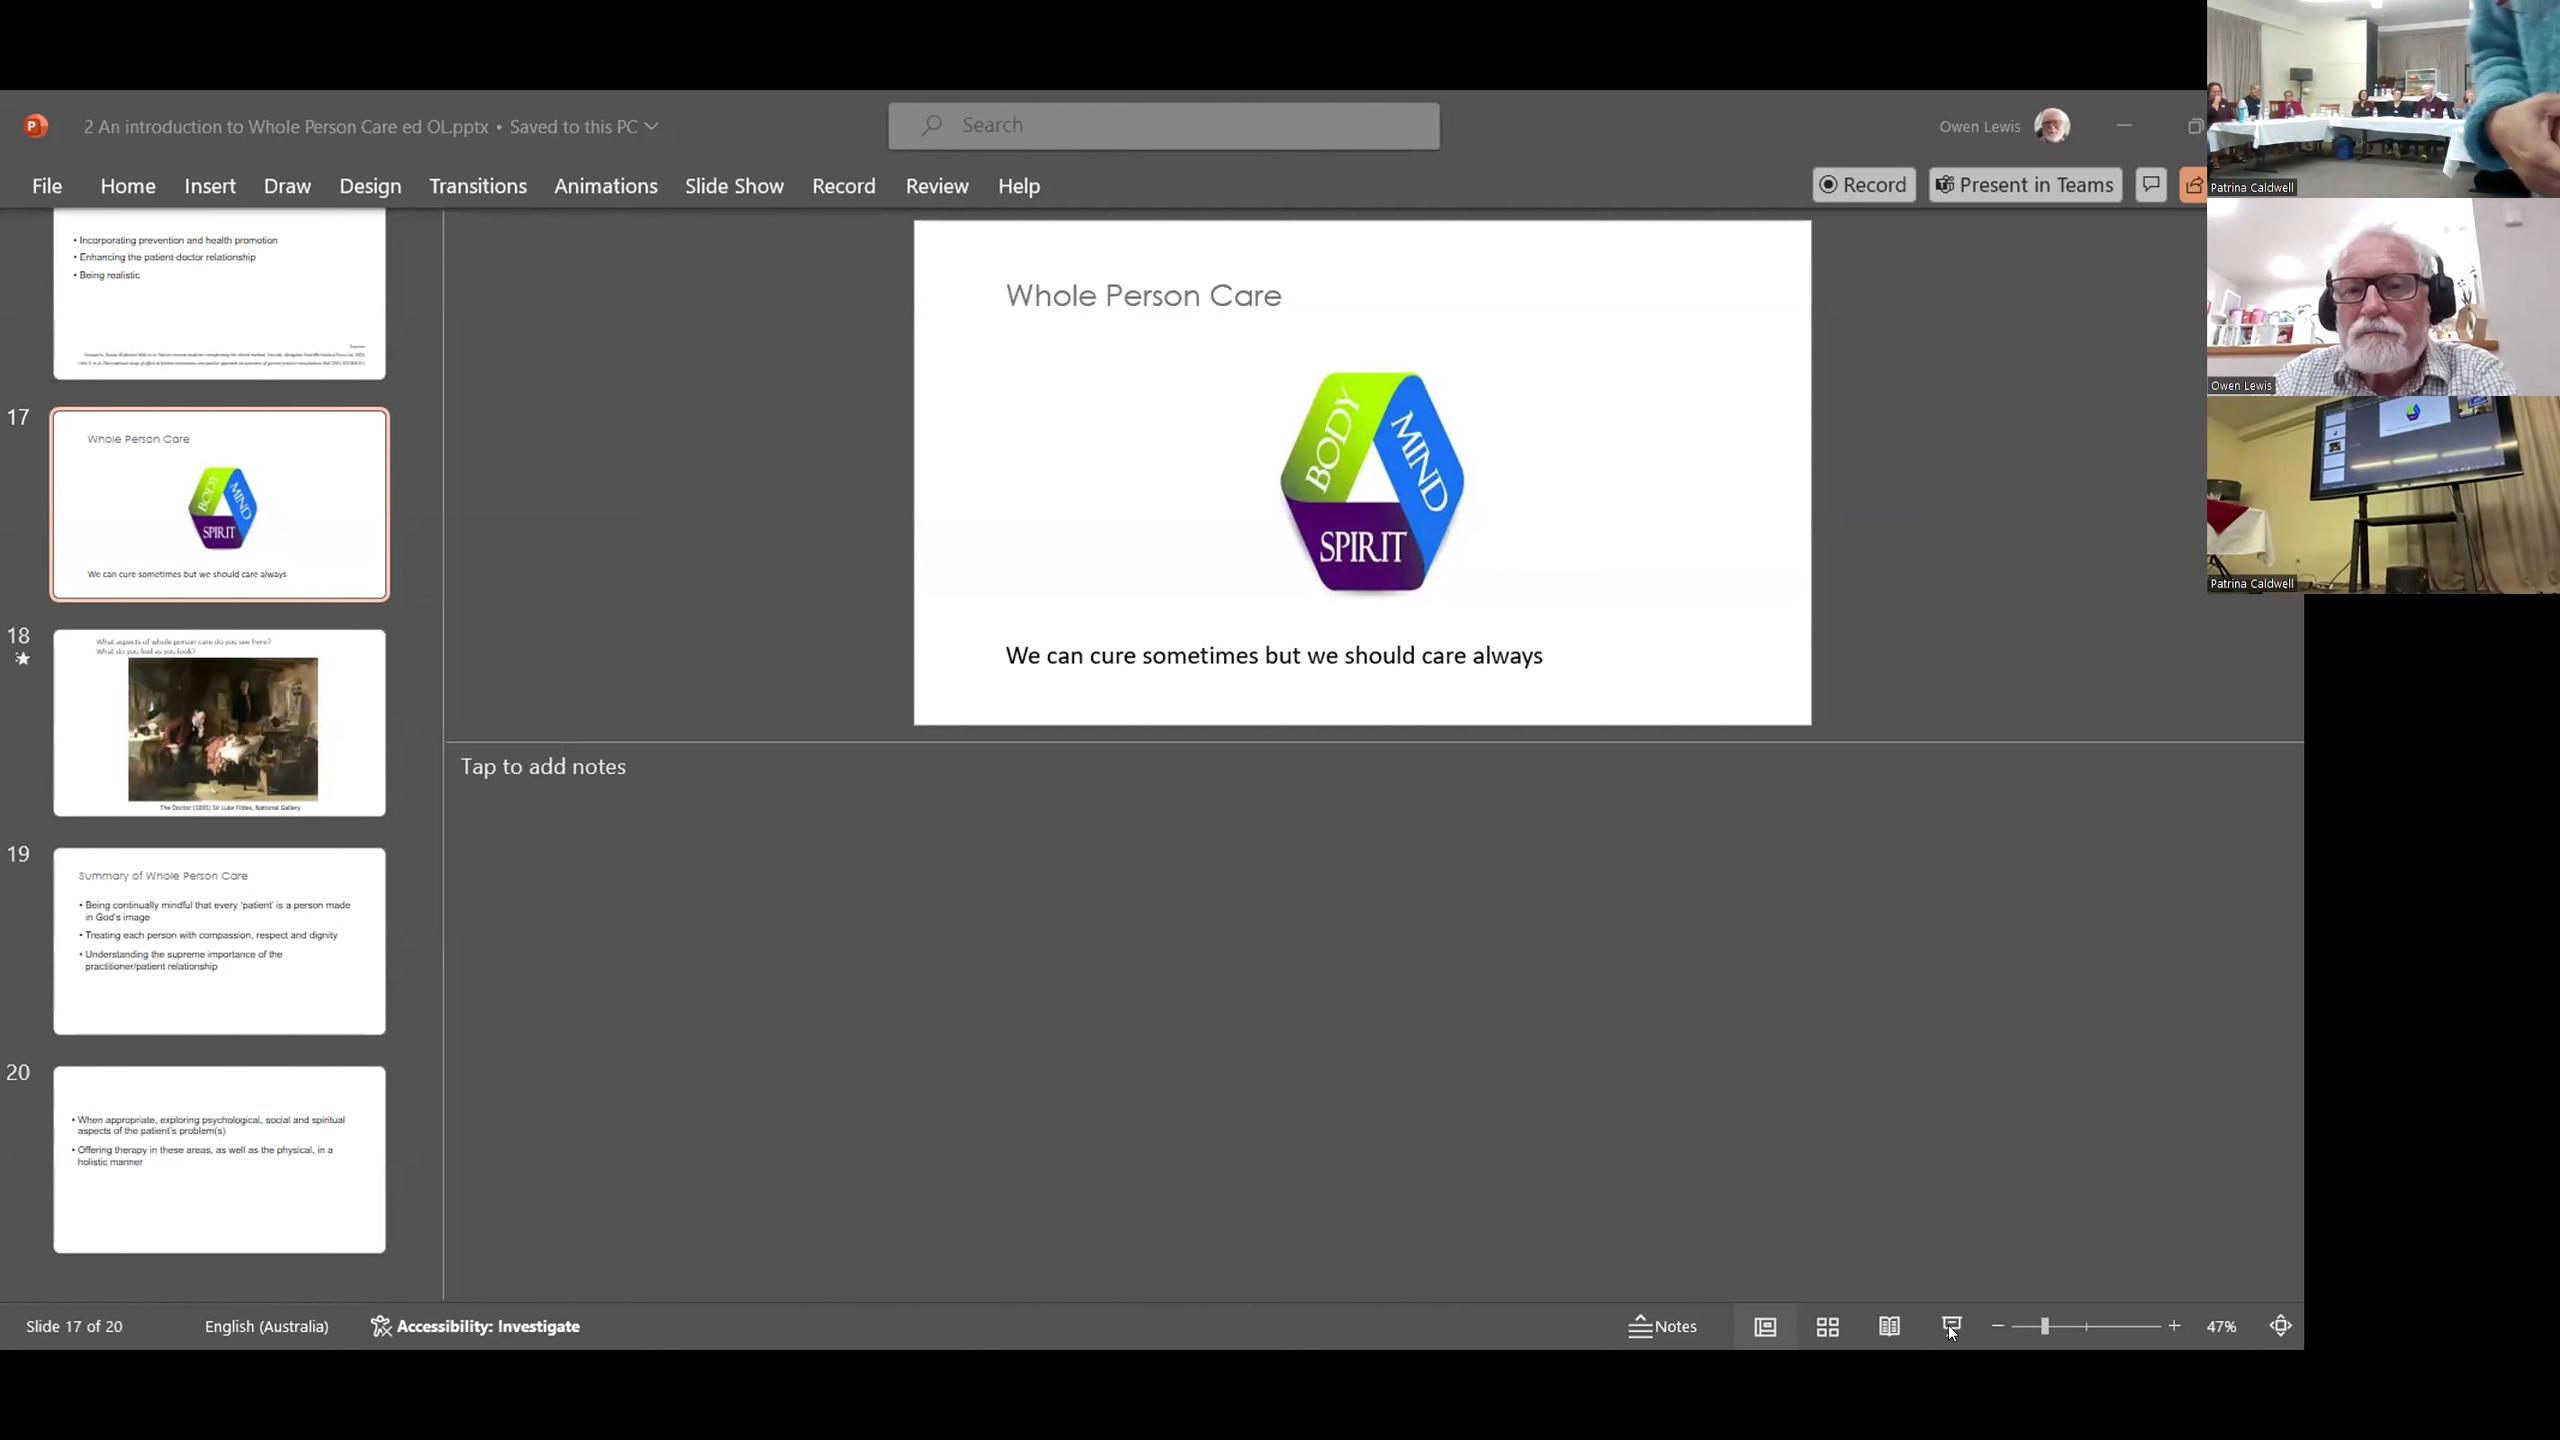 2 An introduction to Whole Person Care ed OL.pptx • Saved to this PC
Search
Owen Lewis
File Home Insert Draw Design Transitions Animations Slide Show Record Review Help
Record
Present in Teams
• Incorporating prevention and health promotion
• Enhancing the patient-doctor relationship
• Being realistic
17
Whole Person Care
BODY
MIND
SPIRIT
We can cure sometimes but we should care always
18
What aspects of whole person care do you see here?
What do you feel as you look?
The Doctor (1891) Sir Luke Fildes, National Gallery
19
Summary of Whole Person Care
• Being continually mindful that every 'patient' is a person made
in God's image
• Treating each person with compassion, respect and dignity
• Understanding the supreme importance of the
practitioner/patient relationship
20
• When appropriate, exploring psychological, social and spiritual
aspects of the patient's problem(s)
• Offering therapy in these areas, as well as the physical, in a
holistic manner
Whole Person Care
BODY
MIND
SPIRIT
We can cure sometimes but we should care always
Tap to add notes
Patrina Caldwell
Owen Lewis
Patrina Caldwell
Slide 17 of 20
English (Australia)
Accessibility: Investigate
Notes
47%